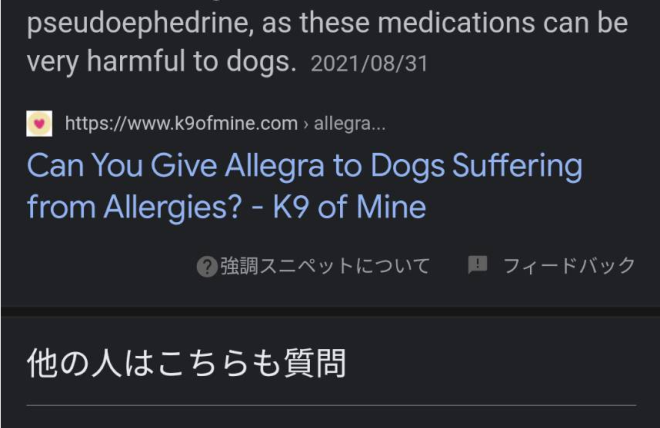 pseudoephedrine, as these medications can be
very harmful to dogs. 2021/08/31
https://www.k9ofmine.com › allegra...
Can You Give Allegra to Dogs Suffering
from Allergies? - K9 of Mine
強調スニペットについて フィードバック
他の人はこちらも質問